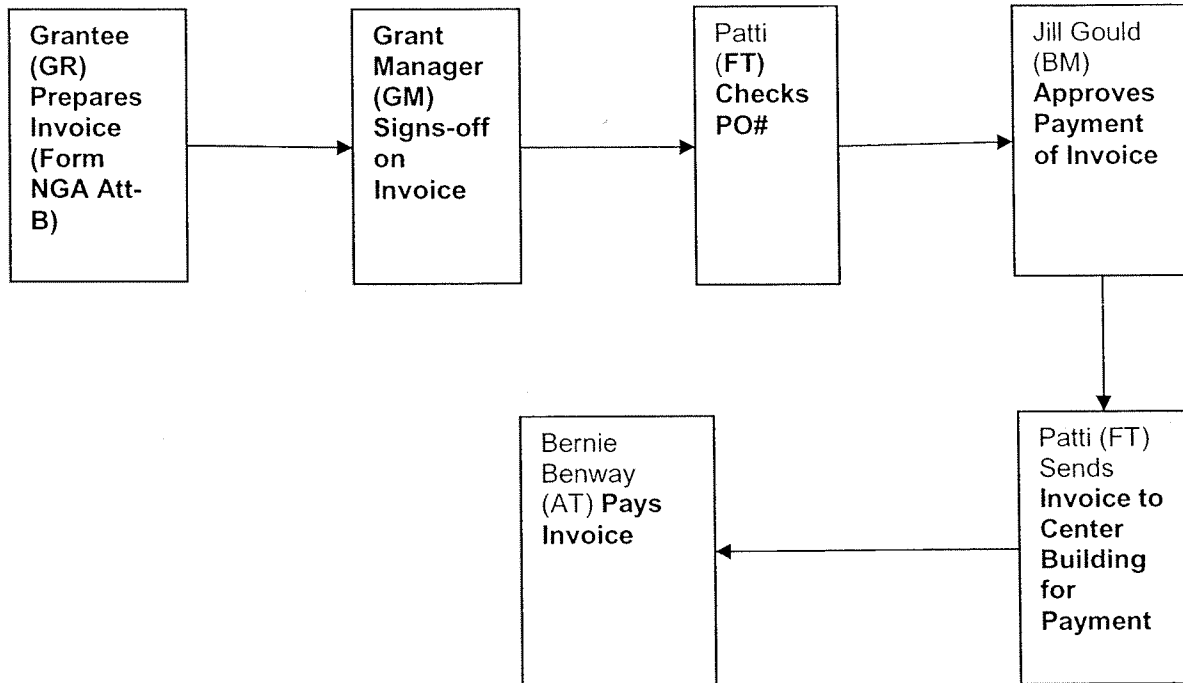 Grantee
(GR)
Prepares
Invoice
(Form
NGA Att-
B)
Grant
Manager
(GM)
Signs-off
on
Invoice
Patti
(FT)
Checks
PO#
Jill Gould
(BM)
Approves
Payment
of Invoice
Patti (FT)
Sends
Invoice to
Center
Building
for
Payment
Bernie
Benway
(AT) Pays
Invoice